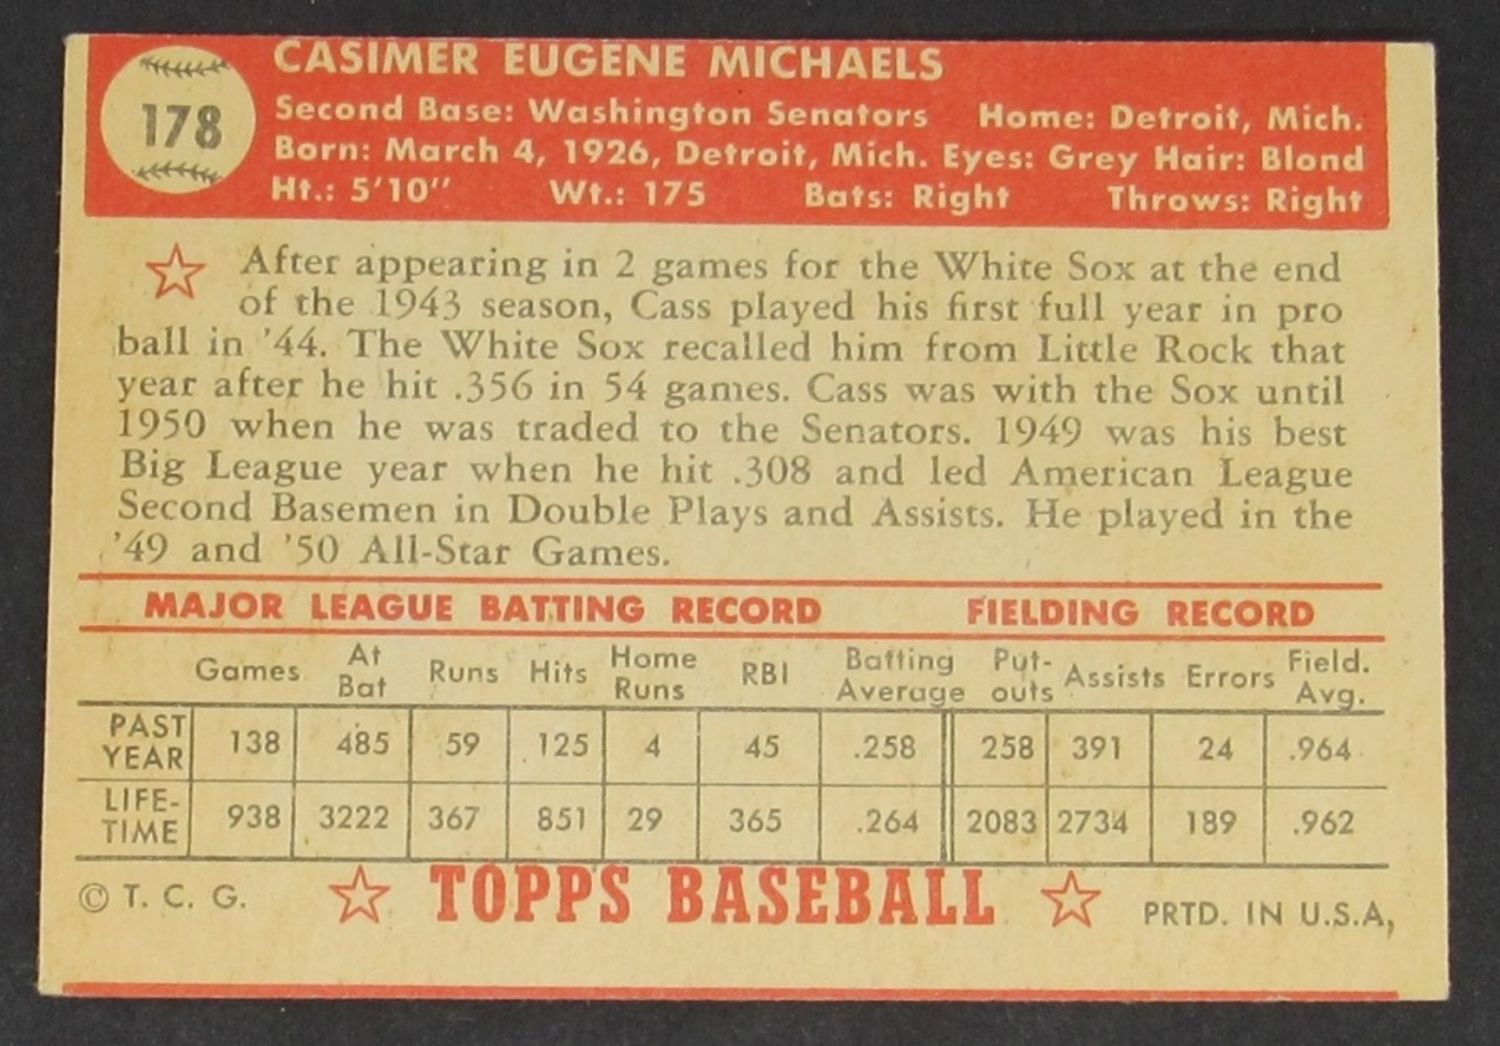 178
CASIMER EUGENE MICHAELS
Second Base: Washington Senators Home: Detroit, Mich.
Born: March 4, 1926, Detroit, Mich. Eyes: Grey Hair: Blond
Ht.: 5'10" Wt.: 175 Bats: Right Throws: Right
After appearing in 2 games for the White Sox at the end
of the 1943 season, Cass played his first full year in pro
ball in '44. The White Sox recalled him from Little Rock that
year after he hit .356 in 54 games. Cass was with the Sox until
1950 when he was traded to the Senators. 1949 was his best
Big League year when he hit .308 and led American League
Second Basemen in Double Plays and Assists. He played in the
'49 and '50 All-Star Games.
MAJOR LEAGUE BATTING RECORD FIELDING RECORD
Games At Bat Runs Hits Home Runs RBI Batting Average Put-outs Assists Errors Field. Avg.
PAST YEAR 138 485 59 125 4 45 .258 258 391 24 .964
LIFE-TIME 938 3222 367 851 29 365 .264 2083 2734 189 .962
© T. C. G. TOPPS BASEBALL PRTD. IN U.S.A,